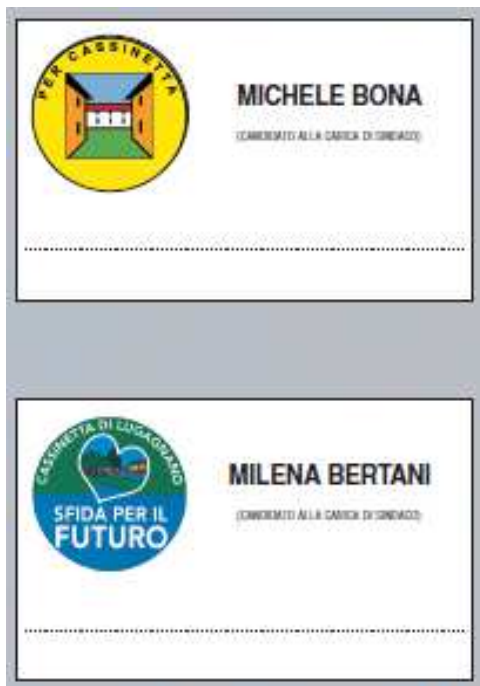 PER CASSINETTA
MICHELE BONA
(CANDIDATO ALLA CARICA DI SINDACO)
CASSINETTA DI LUGAGNANO
SFIDA PER IL
FUTURO
MILENA BERTANI
(CANDIDATO ALLA CARICA DI SINDACO)